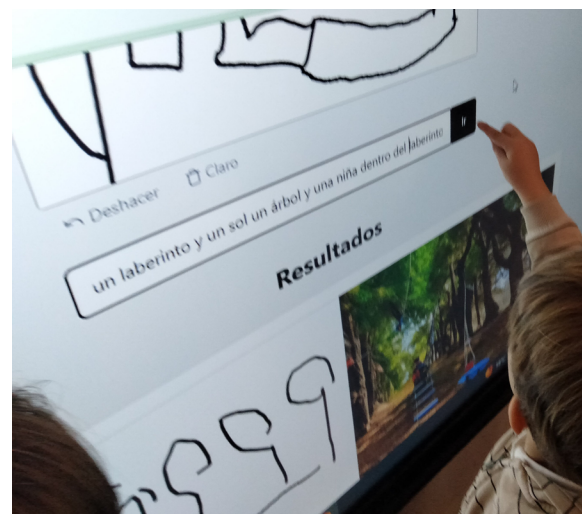 Deshacer Claro
un laberinto y un sol un árbol y una niña dentro del laberinto Ir
Resultados